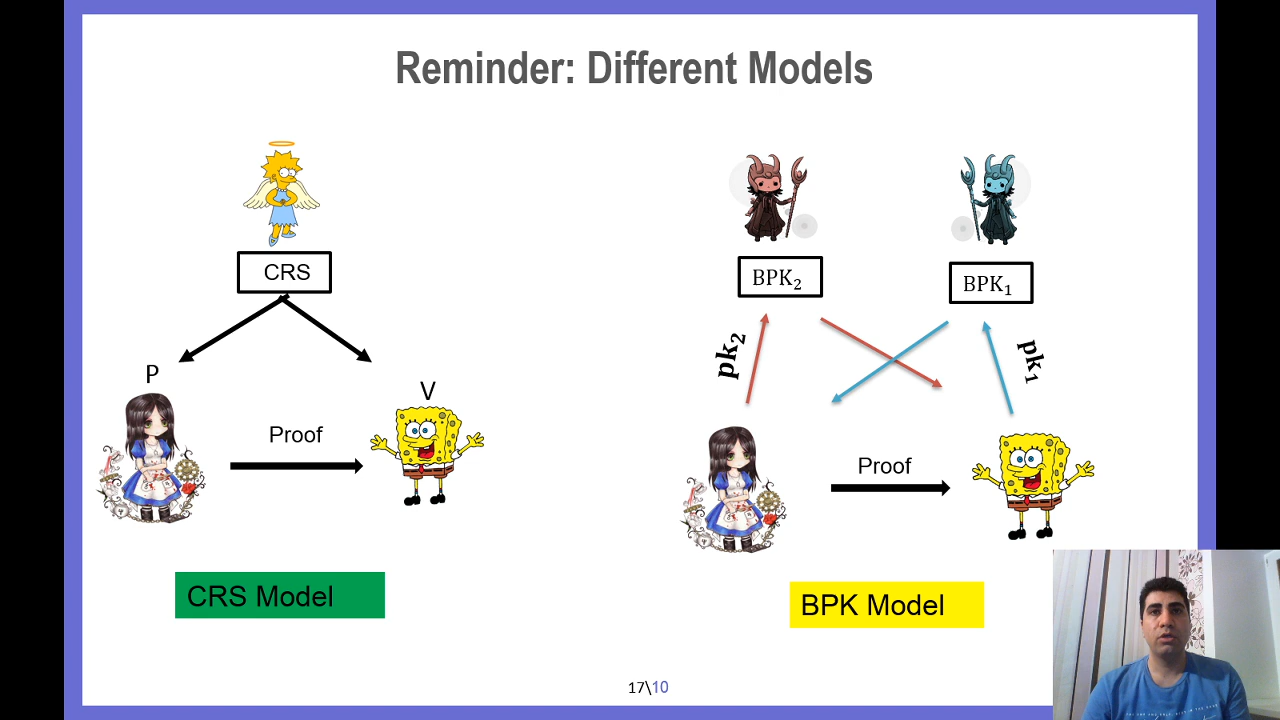 Reminder: Different Models
CRS
P
V
Proof
CRS Model
BPK₂
BPK₁
pk₂
pk₁
Proof
BPK Model
17\10